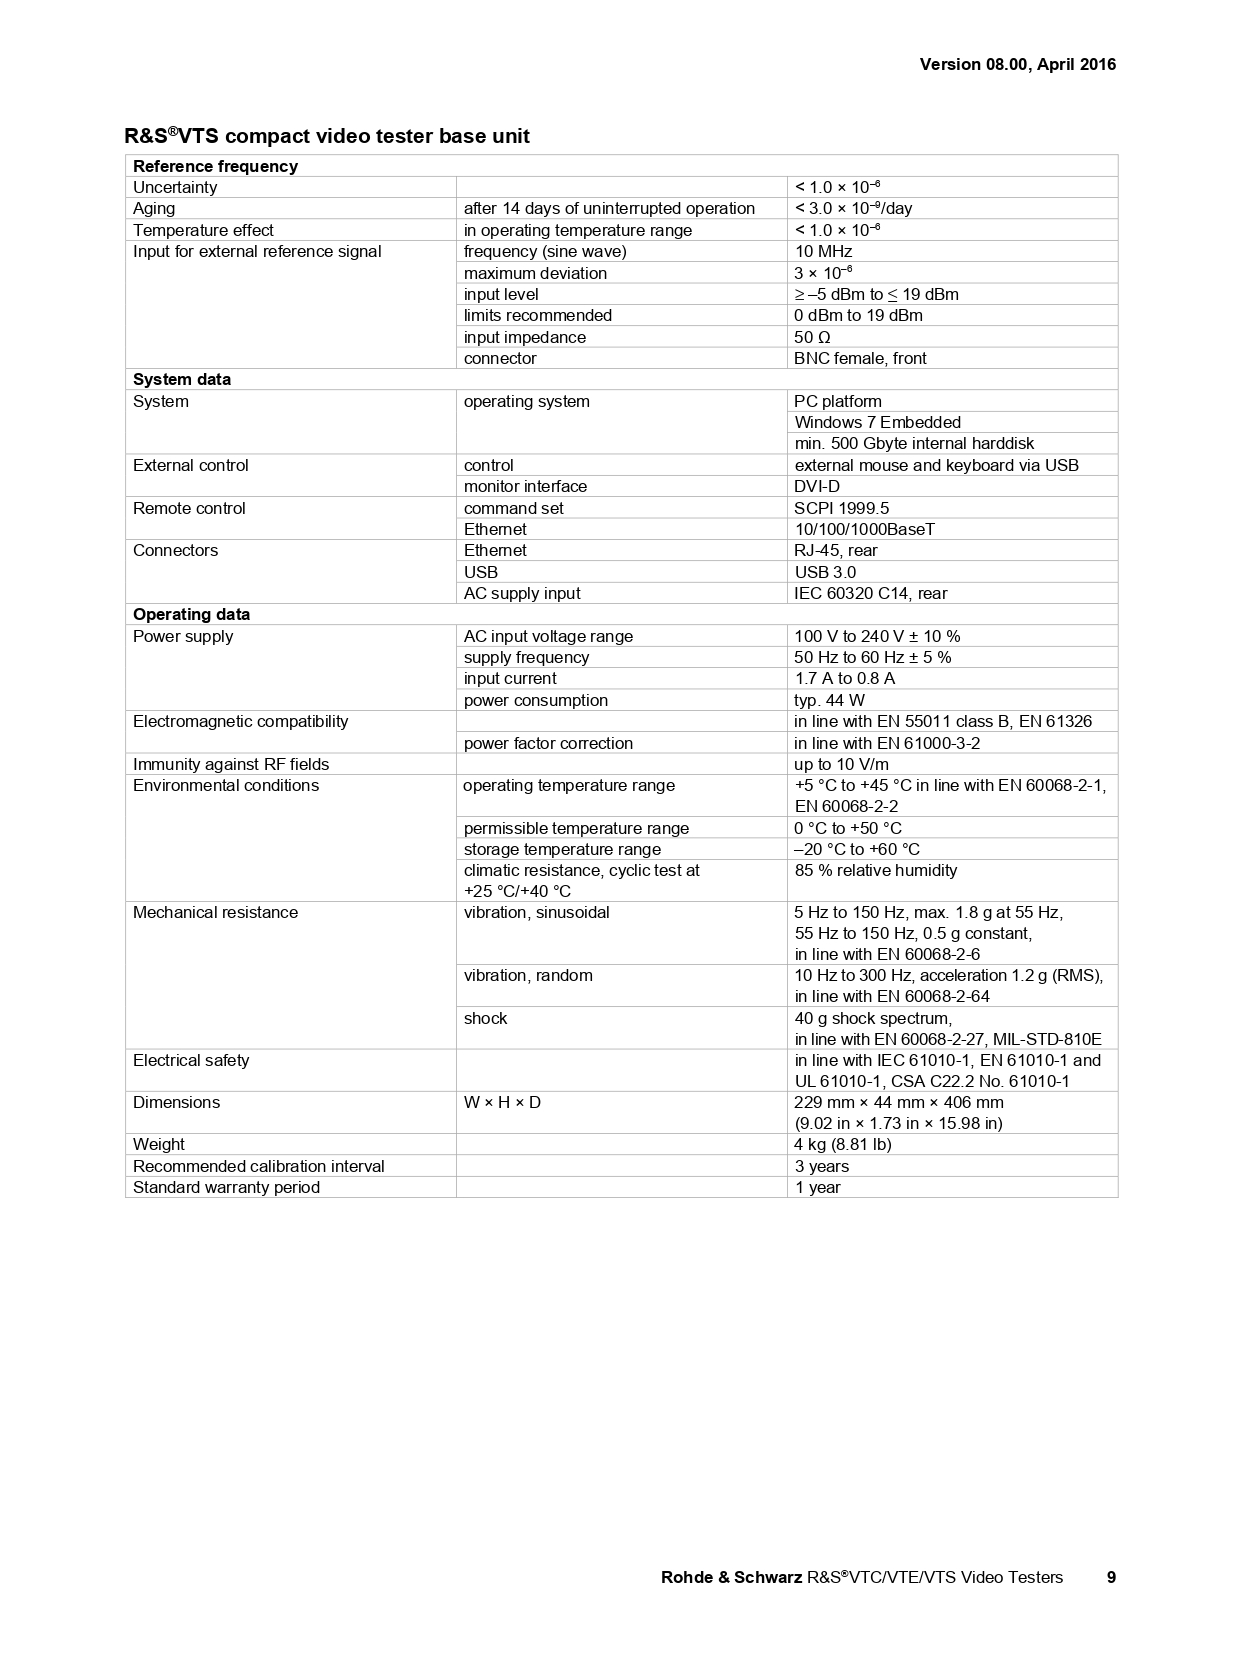 Version 08.00, April 2016
R&S®VTS compact video tester base unit
Reference frequency
Uncertainty < 1.0 × 10⁻⁶
Aging after 14 days of uninterrupted operation < 3.0 × 10⁻⁹/day
Temperature effect in operating temperature range < 1.0 × 10⁻⁶
Input for external reference signal frequency (sine wave) 10 MHz
maximum deviation 3 × 10⁻⁶
input level ≥ –5 dBm to ≤ 19 dBm
limits recommended 0 dBm to 19 dBm
input impedance 50 Ω
connector BNC female, front
System data
System operating system PC platform
Windows 7 Embedded
min. 500 Gbyte internal harddisk
External control control external mouse and keyboard via USB
monitor interface DVI-D
Remote control command set SCPI 1999.5
Ethernet 10/100/1000BaseT
Connectors Ethernet RJ-45, rear
USB USB 3.0
AC supply input IEC 60320 C14, rear
Operating data
Power supply AC input voltage range 100 V to 240 V ± 10 %
supply frequency 50 Hz to 60 Hz ± 5 %
input current 1.7 A to 0.8 A
power consumption typ. 44 W
Electromagnetic compatibility in line with EN 55011 class B, EN 61326
power factor correction in line with EN 61000-3-2
Immunity against RF fields up to 10 V/m
Environmental conditions operating temperature range +5 °C to +45 °C in line with EN 60068-2-1,
EN 60068-2-2
permissible temperature range 0 °C to +50 °C
storage temperature range –20 °C to +60 °C
climatic resistance, cyclic test at 85 % relative humidity
+25 °C/+40 °C
Mechanical resistance vibration, sinusoidal 5 Hz to 150 Hz, max. 1.8 g at 55 Hz,
55 Hz to 150 Hz, 0.5 g constant,
in line with EN 60068-2-6
vibration, random 10 Hz to 300 Hz, acceleration 1.2 g (RMS),
in line with EN 60068-2-64
shock 40 g shock spectrum,
in line with EN 60068-2-27, MIL-STD-810E
Electrical safety in line with IEC 61010-1, EN 61010-1 and
UL 61010-1, CSA C22.2 No. 61010-1
Dimensions W × H × D 229 mm × 44 mm × 406 mm
(9.02 in × 1.73 in × 15.98 in)
Weight 4 kg (8.81 lb)
Recommended calibration interval 3 years
Standard warranty period 1 year
Rohde & Schwarz R&S®VTC/VTE/VTS Video Testers 9